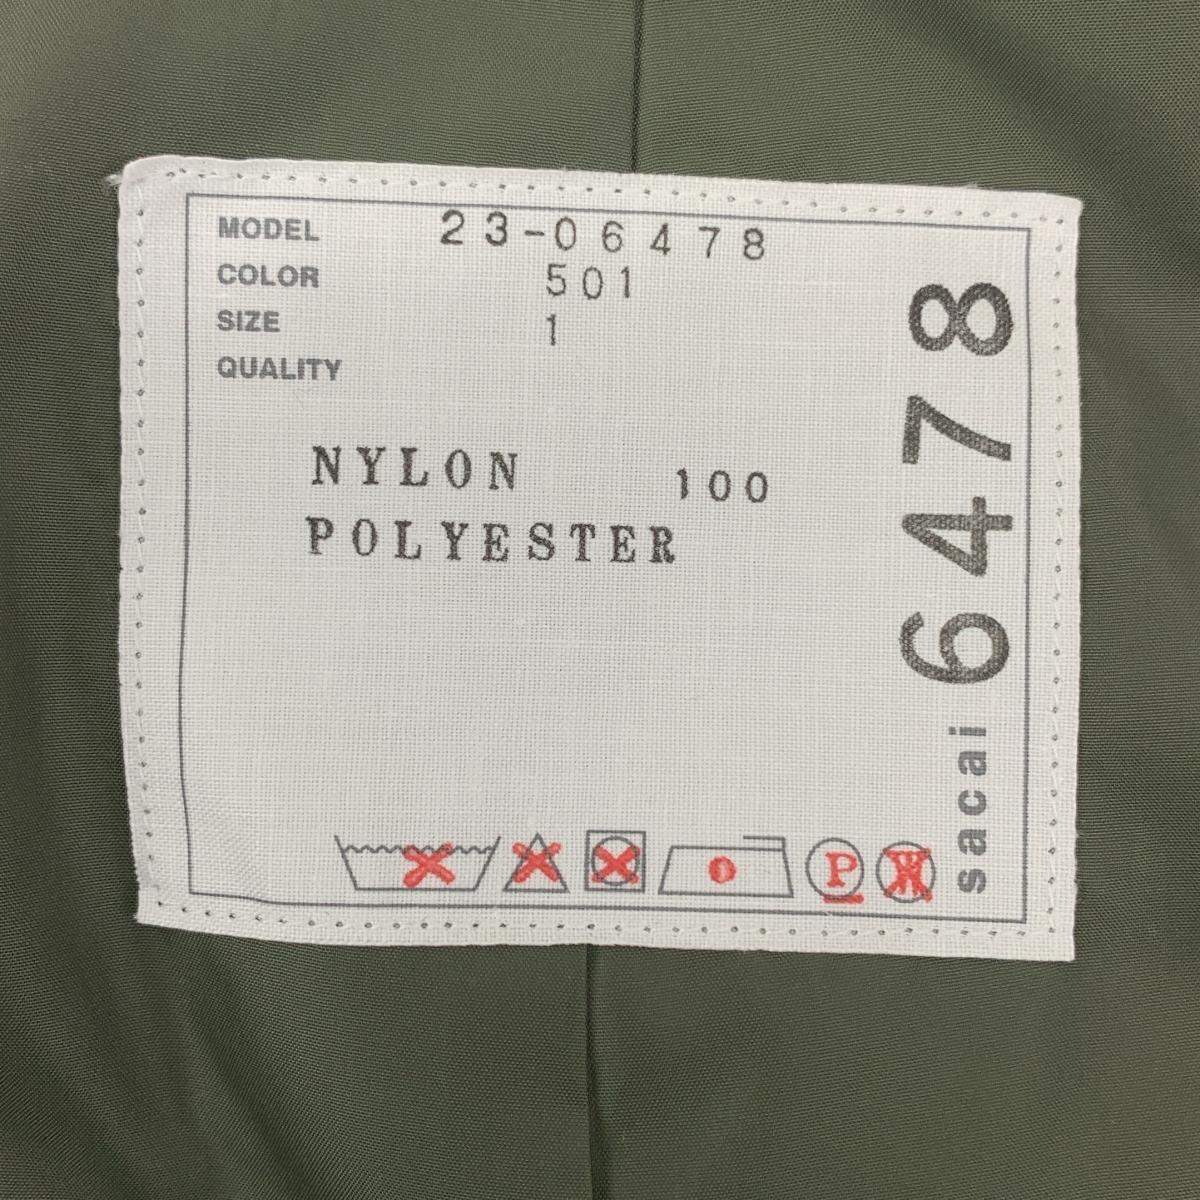 MODEL 23-06478
COLOR 501
SIZE 1
QUALITY
NYLON 100
POLYESTER
P
W
sacai 6478